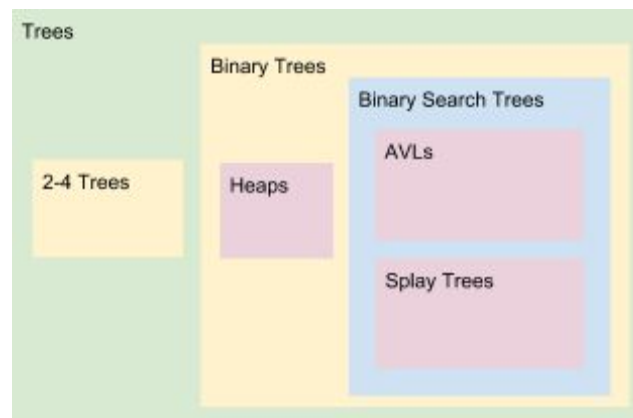 Trees
Binary Trees
Binary Search Trees
AVLs
2-4 Trees
Heaps
Splay Trees